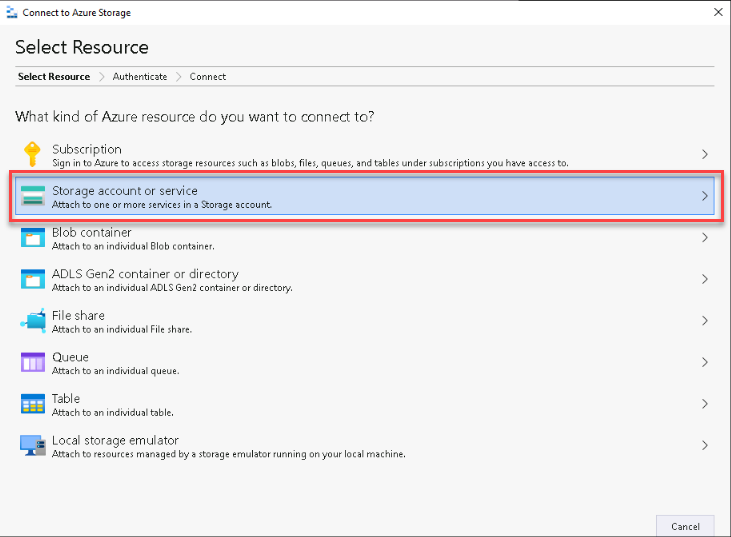 Connect to Azure Storage
Select Resource
Select Resource Authenticate Connect
What kind of Azure resource do you want to connect to?
Subscription
Sign in to Azure to access storage resources such as blobs, files, queues, and tables under subscriptions you have access to.
Storage account or service
Attach to one or more services in a Storage account.
Blob container
Attach to an individual Blob container.
ADLS Gen2 container or directory
Attach to an individual ADLS Gen2 container or directory.
File share
Attach to an individual File share.
Queue
Attach to an individual queue.
Table
Attach to an individual table.
Local storage emulator
Attach to resources managed by a storage emulator running on your local machine.
Cancel